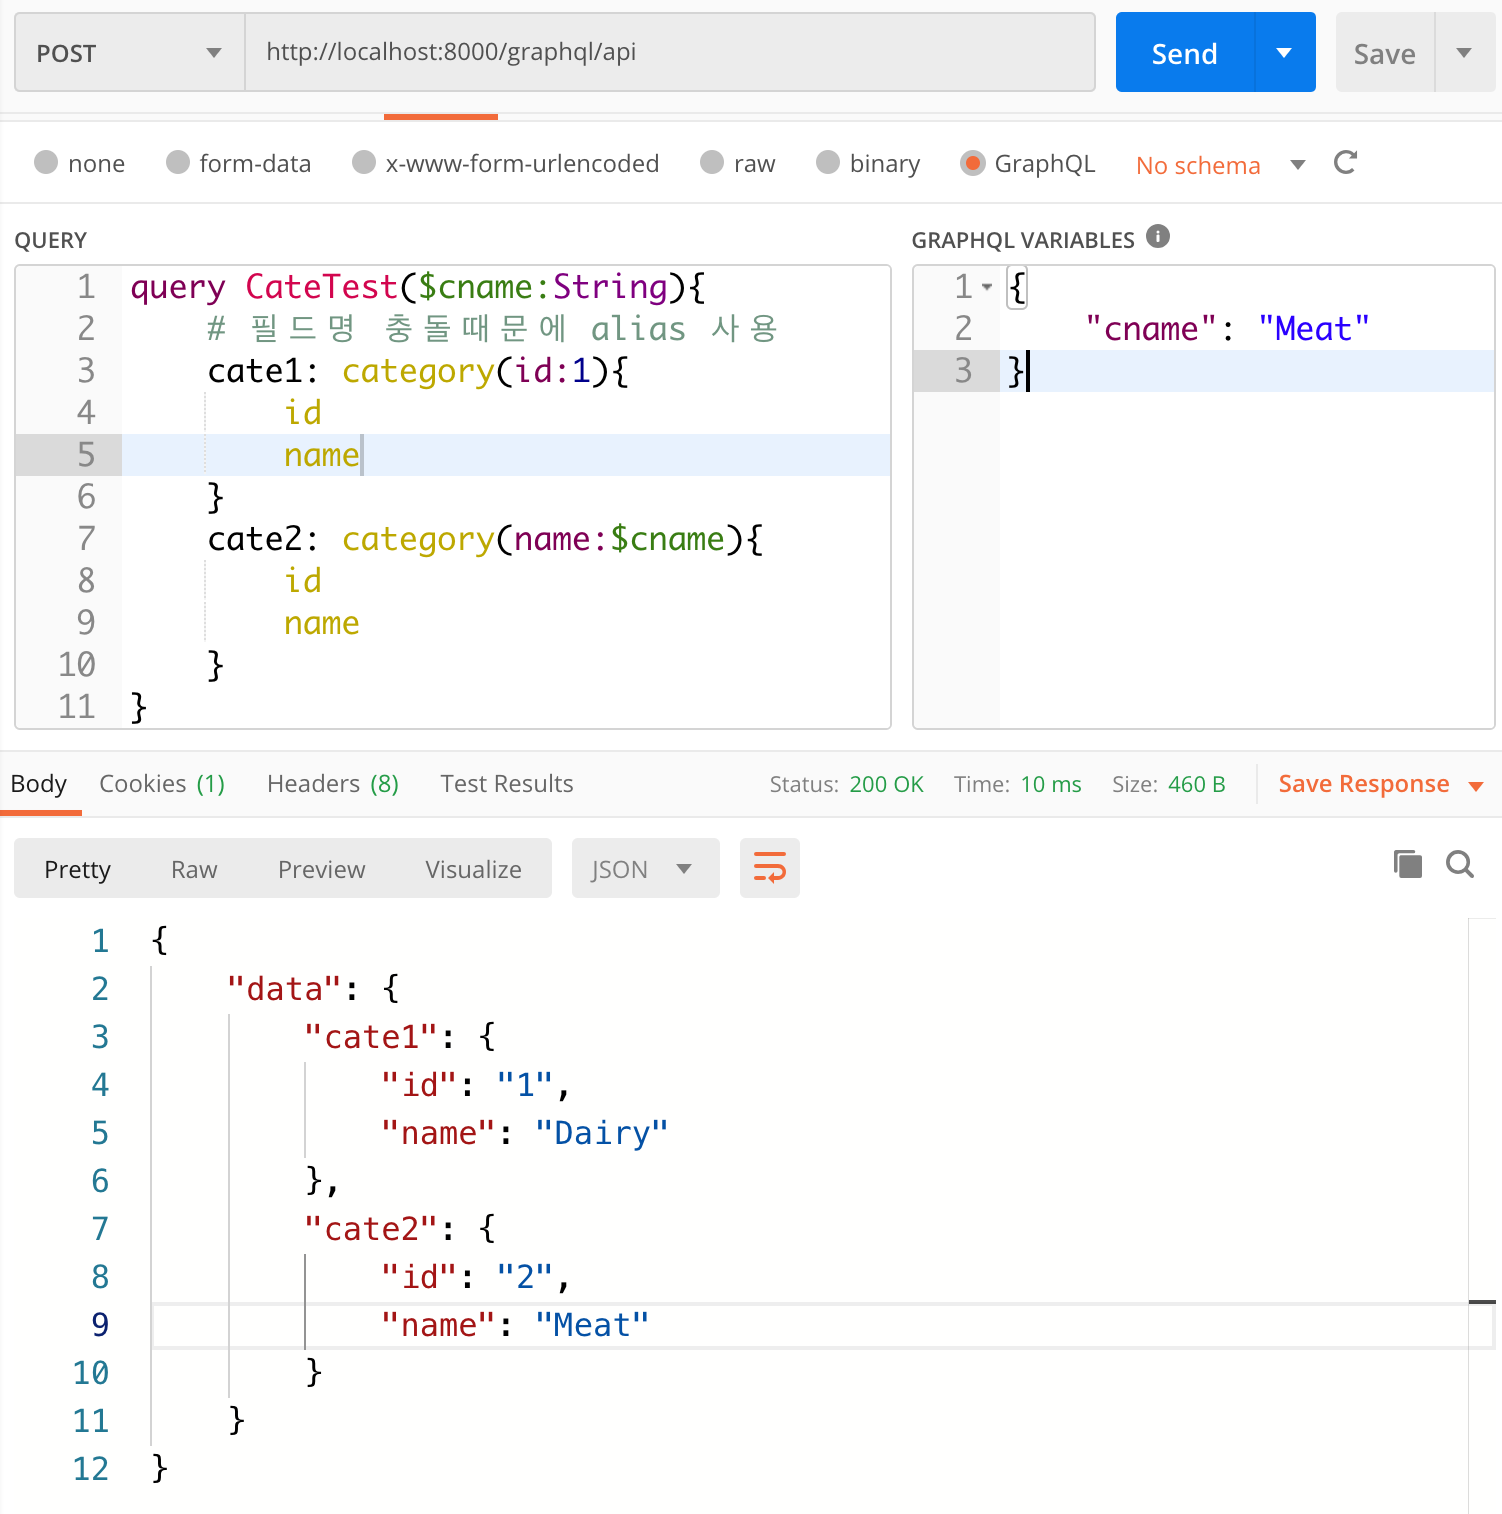 POST http://localhost:8000/graphql/api Send Save
none form-data x-www-form-urlencoded raw binary GraphQL No schema
QUERY
1 query CateTest($cname:String){
2 # 필드명 충돌때문에 alias 사용
3 cate1: category(id:1){
4 id
5 name
6 }
7 cate2: category(name:$cname){
8 id
9 name
10 }
11 }
GRAPHQL VARIABLES i
1 {
2 "cname": "Meat"
3 }
Body Cookies (1) Headers (8) Test Results Status: 200 OK Time: 10 ms Size: 460 B Save Response
Pretty Raw Preview Visualize JSON
1 {
2 "data": {
3 "cate1": {
4 "id": "1",
5 "name": "Dairy"
6 },
7 "cate2": {
8 "id": "2",
9 "name": "Meat"
10 }
11 }
12 }